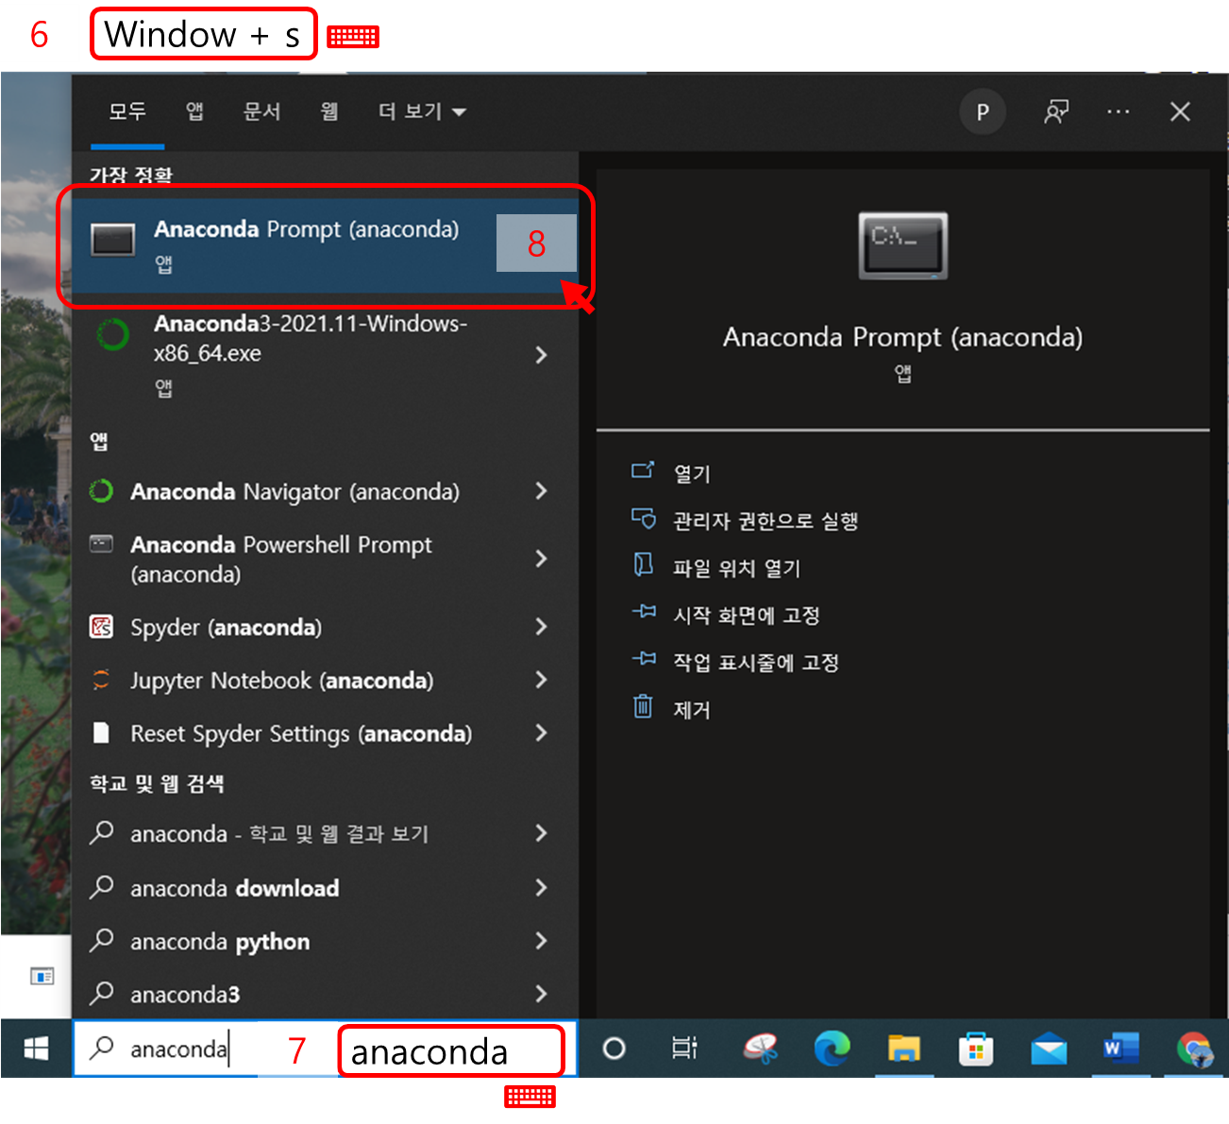 6 Window + s
모두 앱 문서 웹 더 보기 P ...
가장 정확
Anaconda Prompt (anaconda)
앱
8
Anaconda3-2021.11-Windows-
x86_64.exe
앱
앱
Anaconda Navigator (anaconda)
Anaconda Powershell Prompt
(anaconda)
Spyder (anaconda)
Jupyter Notebook (anaconda)
Reset Spyder Settings (anaconda)
학교 및 웹 검색
anaconda - 학교 및 웹 결과 보기
anaconda download
anaconda python
anaconda3
C:\_
Anaconda Prompt (anaconda)
앱
열기
관리자 권한으로 실행
파일 위치 열기
시작 화면에 고정
작업 표시줄에 고정
제거
anaconda 7 anaconda
W